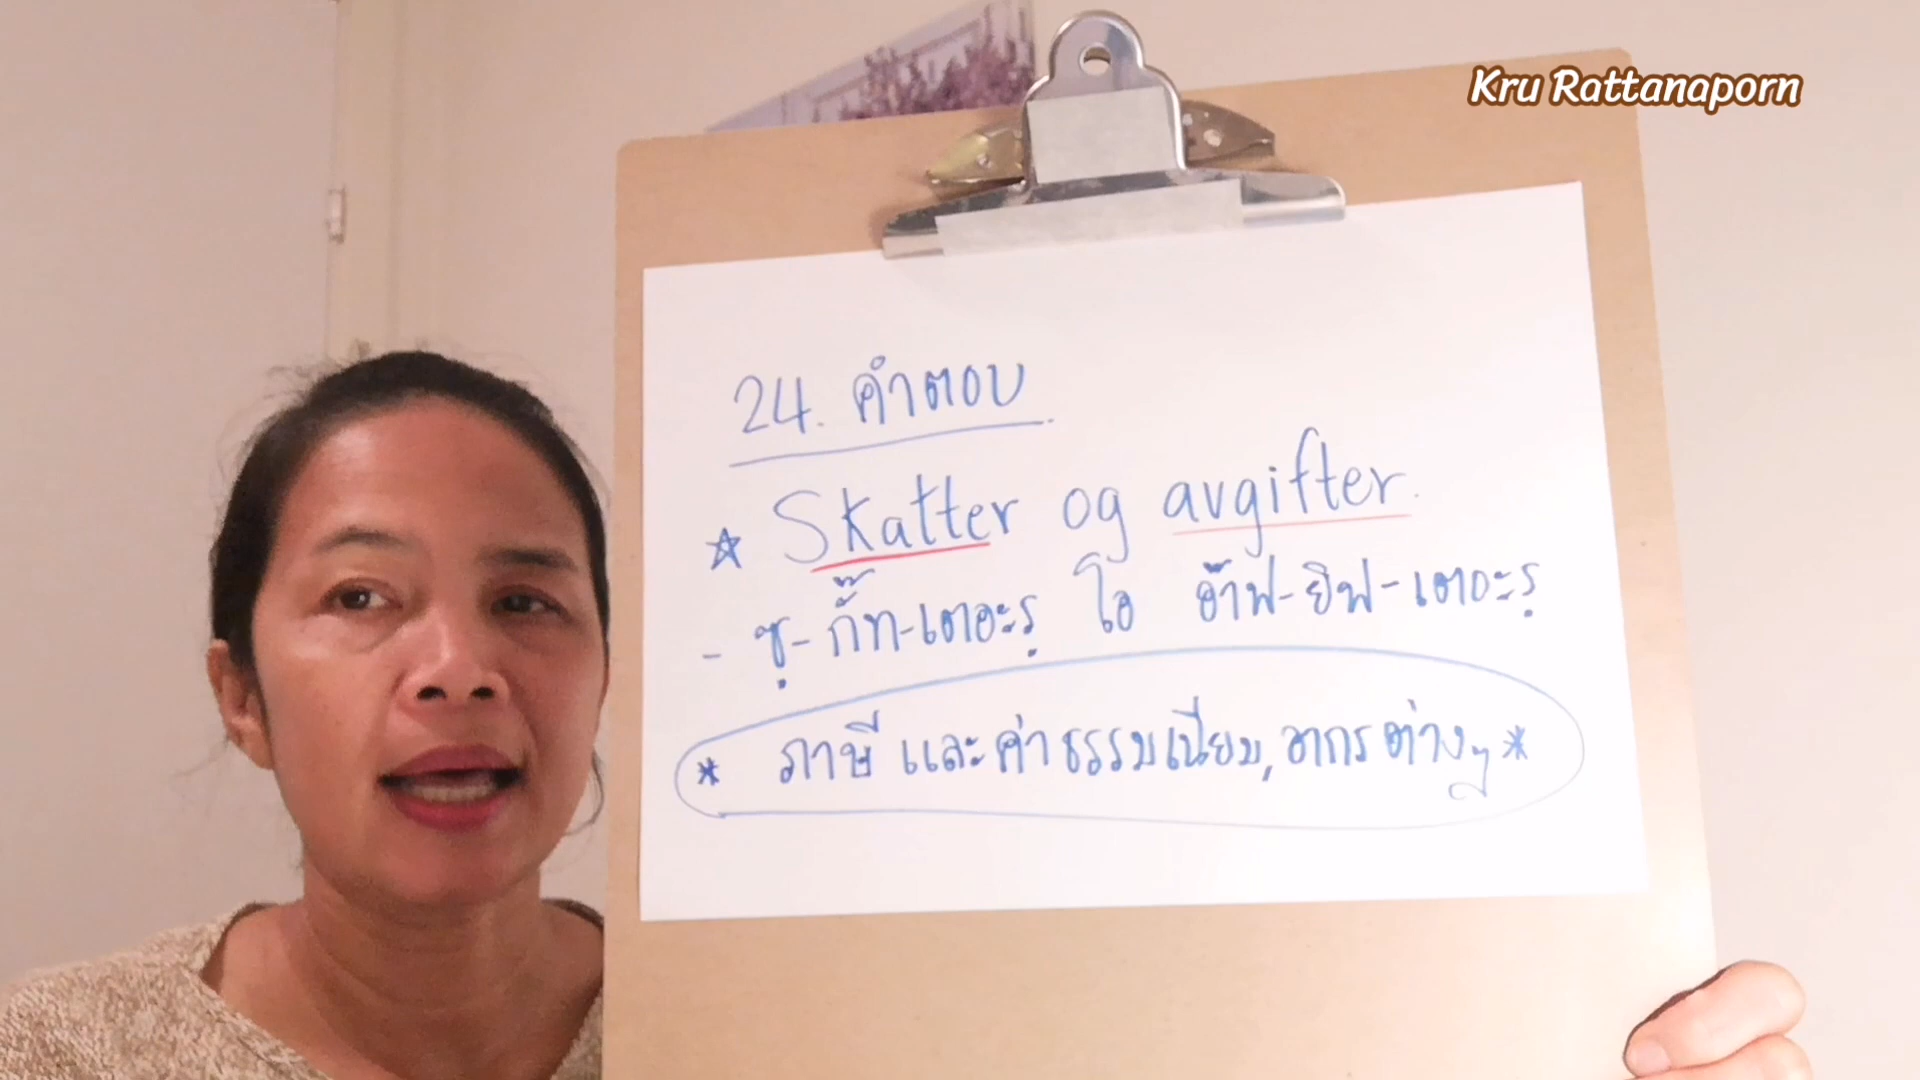 Kru Rattanaporn
24. คำตอบ
☆ Skatter og avgifter.
- ซฺ-กั๊ท-เตอะรฺ โอ อ๊าฟ-ยิฟ-เตอะรฺ
* ภาษี และค่าธรรมเนียม, อากรต่างๆ *